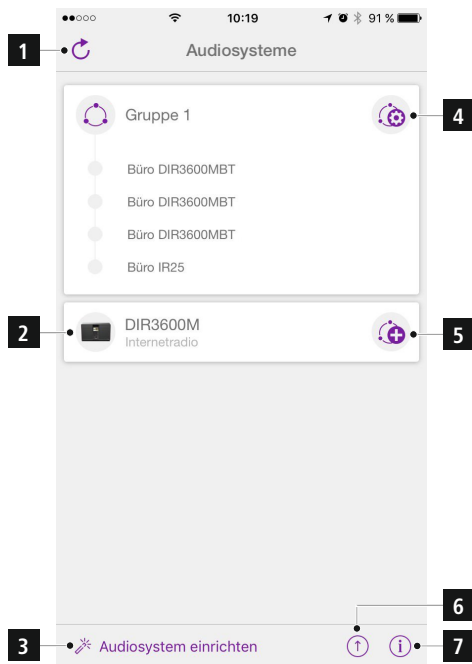 10:19
91 %
1
Audiosysteme
Gruppe 1
4
Büro DIR3600MBT
Büro DIR3600MBT
Büro DIR3600MBT
Büro IR25
2
DIR3600M
Internetradio
5
6
3
Audiosystem einrichten
i
7